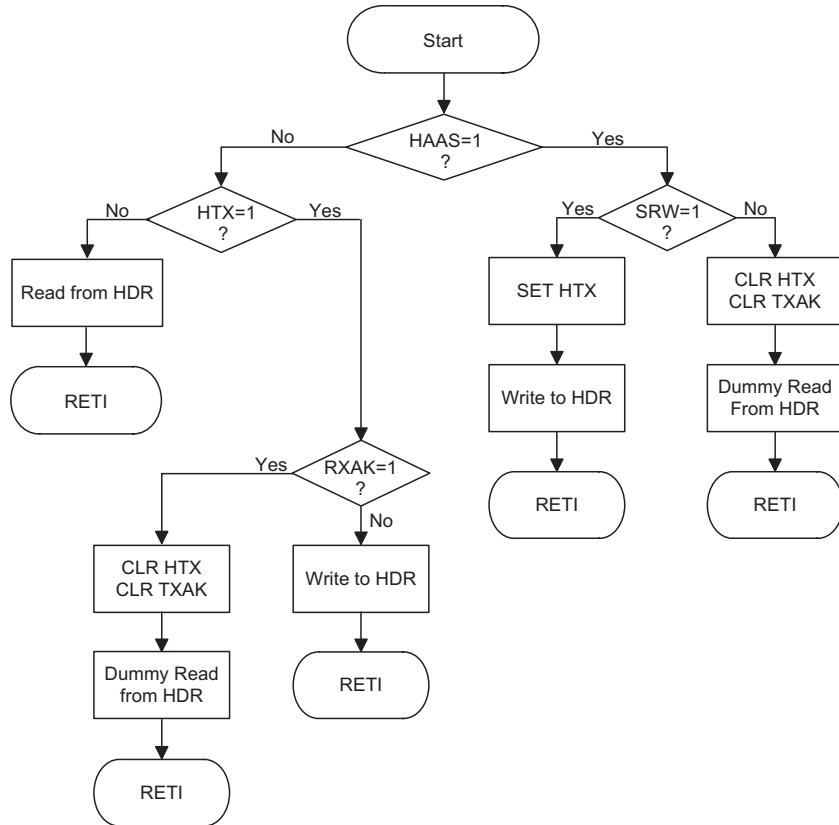 Start
No
HAAS=1
?
Yes
No
HTX=1
?
Yes
Yes
SRW=1
?
No
Read from HDR
SET HTX
CLR HTX
CLR TXAK
RETI
Write to HDR
Dummy Read
From HDR
Yes
RXAK=1
?
No
RETI
RETI
CLR HTX
CLR TXAK
Write to HDR
Dummy Read
from HDR
RETI
RETI